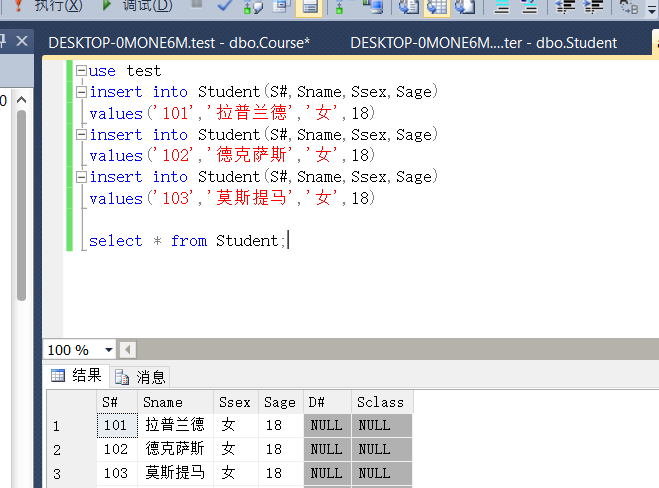 执行(X) 调试(D)
DESKTOP-0MONE6M.test - dbo.Course* DESKTOP-0MONE6M....ter - dbo.Student
use test
insert into Student(S#,Sname,Ssex,Sage)
values('101','拉普兰德','女',18)
insert into Student(S#,Sname,Ssex,Sage)
values('102','德克萨斯','女',18)
insert into Student(S#,Sname,Ssex,Sage)
values('103','莫斯提马','女',18)
select * from Student;
100 %
结果 消息
S# Sname Ssex Sage D# Sclass
1 101 拉普兰德 女 18 NULL NULL
2 102 德克萨斯 女 18 NULL NULL
3 103 莫斯提马 女 18 NULL NULL